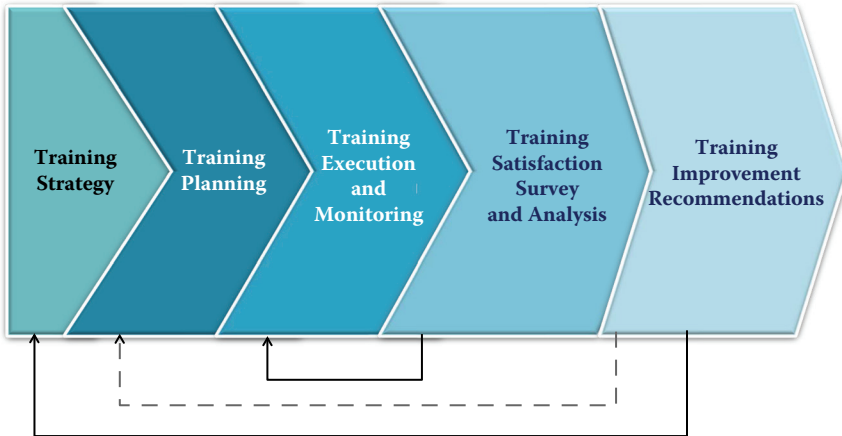 Training
Strategy
Training
Planning
Training
Execution
and
Monitoring
Training
Satisfaction
Survey
and Analysis
Training
Improvement
Recommendations